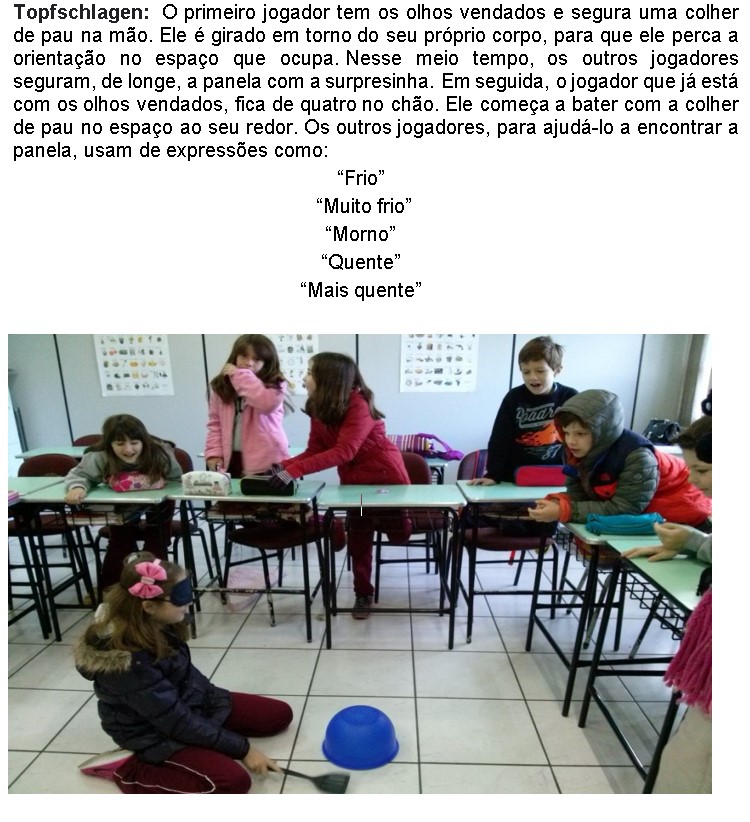 Topfschlagen: O primeiro jogador tem os olhos vendados e segura uma colher
de pau na mão. Ele é girado em torno do seu próprio corpo, para que ele perca a
orientação no espaço que ocupa. Nesse meio tempo, os outros jogadores
seguram, de longe, a panela com a surpresinha. Em seguida, o jogador que já está
com os olhos vendados, fica de quatro no chão. Ele começa a bater com a colher
de pau no espaço ao seu redor. Os outros jogadores, para ajudá-lo a encontrar a
panela, usam de expressões como:
“Frio”
“Muito frio”
“Morno”
“Quente”
“Mais quente”